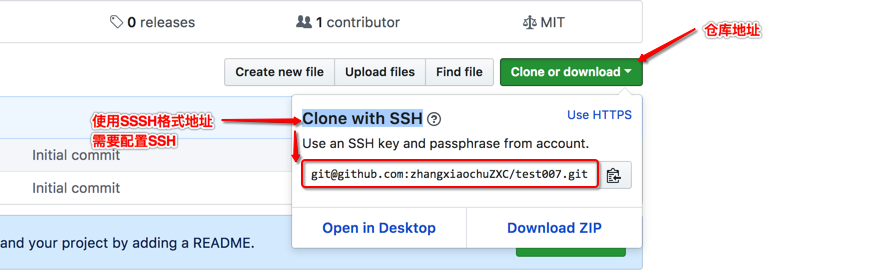 0 releases
1 contributor
MIT
仓库地址
Create new file
Upload files
Find file
Clone or download
使用SSSH格式地址
需要配置SSH
Clone with SSH
Use HTTPS
Use an SSH key and passphrase from account.
git@github.com:zhangxiaochuZXC/test007.git
Initial commit
Initial commit
Open in Desktop
Download ZIP
and your project by adding a README.